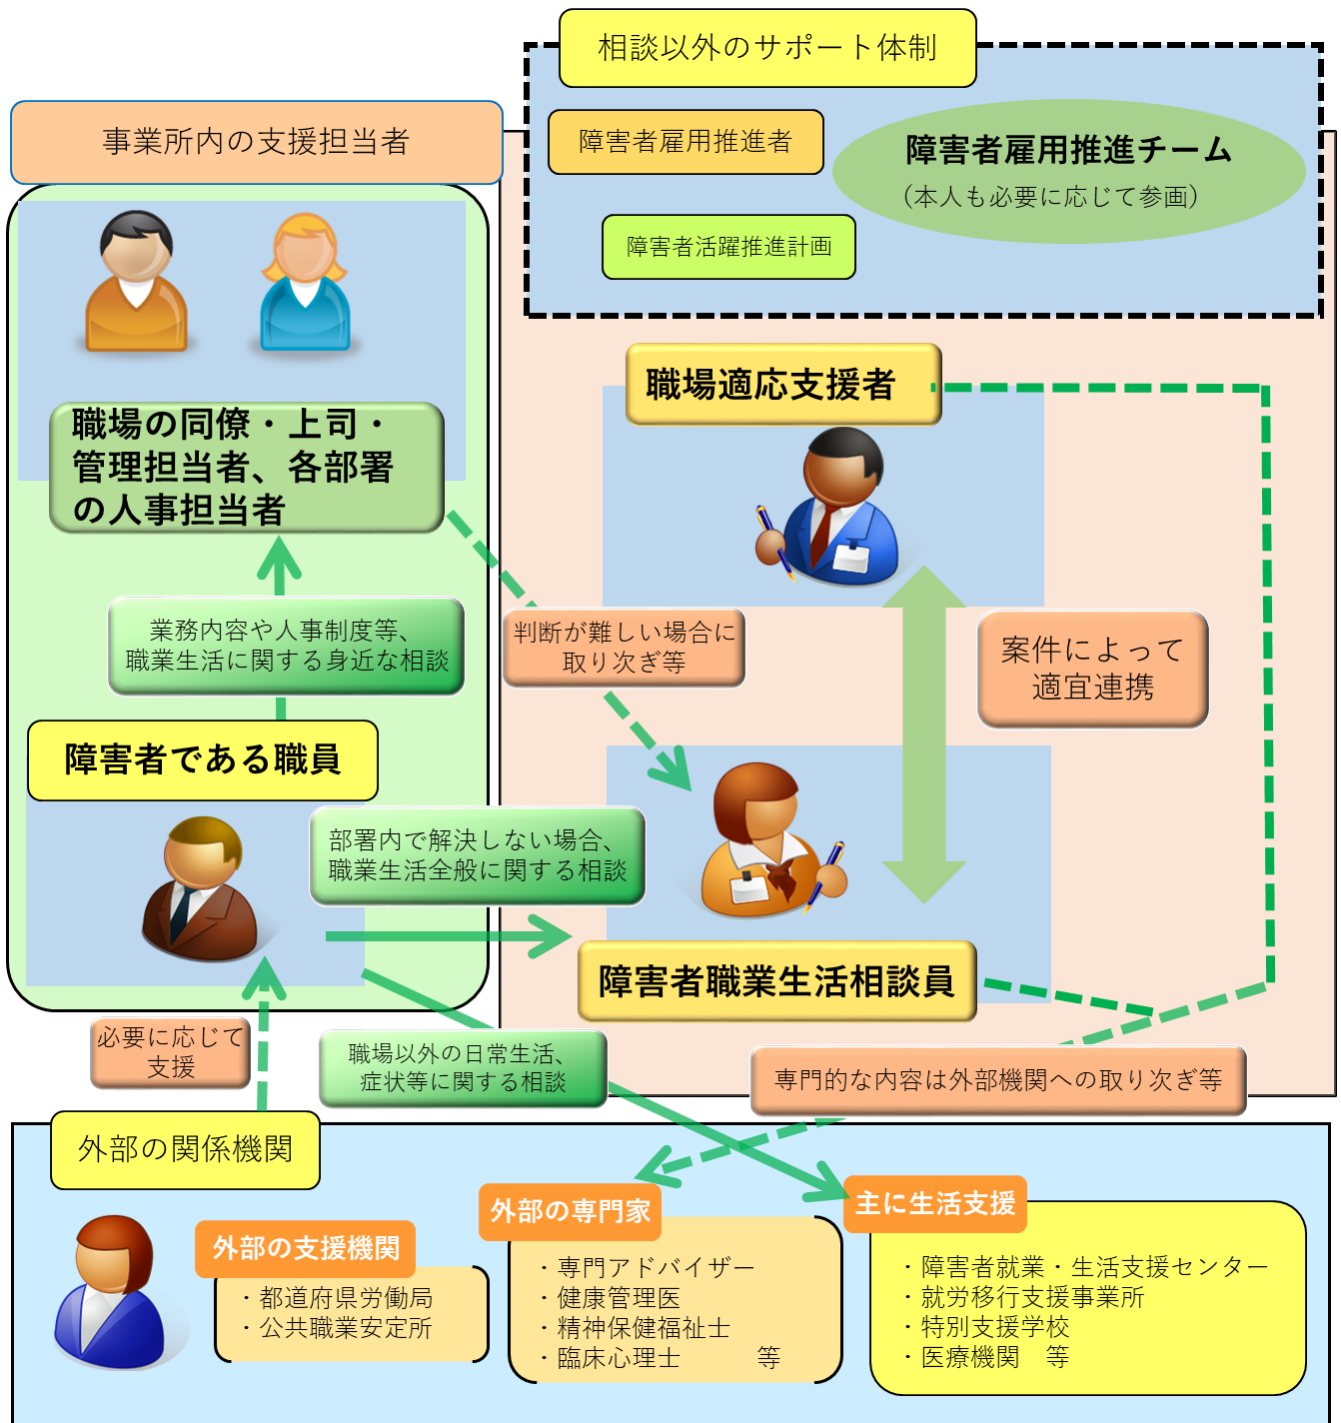 相談以外のサポート体制
障害者雇用推進者
障害者雇用推進チーム
（本人も必要に応じて参画）
障害者活躍推進計画
事業所内の支援担当者
職場の同僚・上司・
管理担当者、各部署
の人事担当者
業務内容や人事制度等、
職業生活に関する身近な相談
障害者である職員
職場適応支援者
判断が難しい場合に
取り次ぎ等
案件によって
適宜連携
部署内で解決しない場合、
職業生活全般に関する相談
障害者職業生活相談員
必要に応じて
支援
職場以外の日常生活、
症状等に関する相談
専門的な内容は外部機関への取り次ぎ等
外部の関係機関
外部の支援機関
・都道府県労働局
・公共職業安定所
外部の専門家
・専門アドバイザー
・健康管理医
・精神保健福祉士
・臨床心理士　　　等
主に生活支援
・障害者就業・生活支援センター
・就労移行支援事業所
・特別支援学校
・医療機関　等